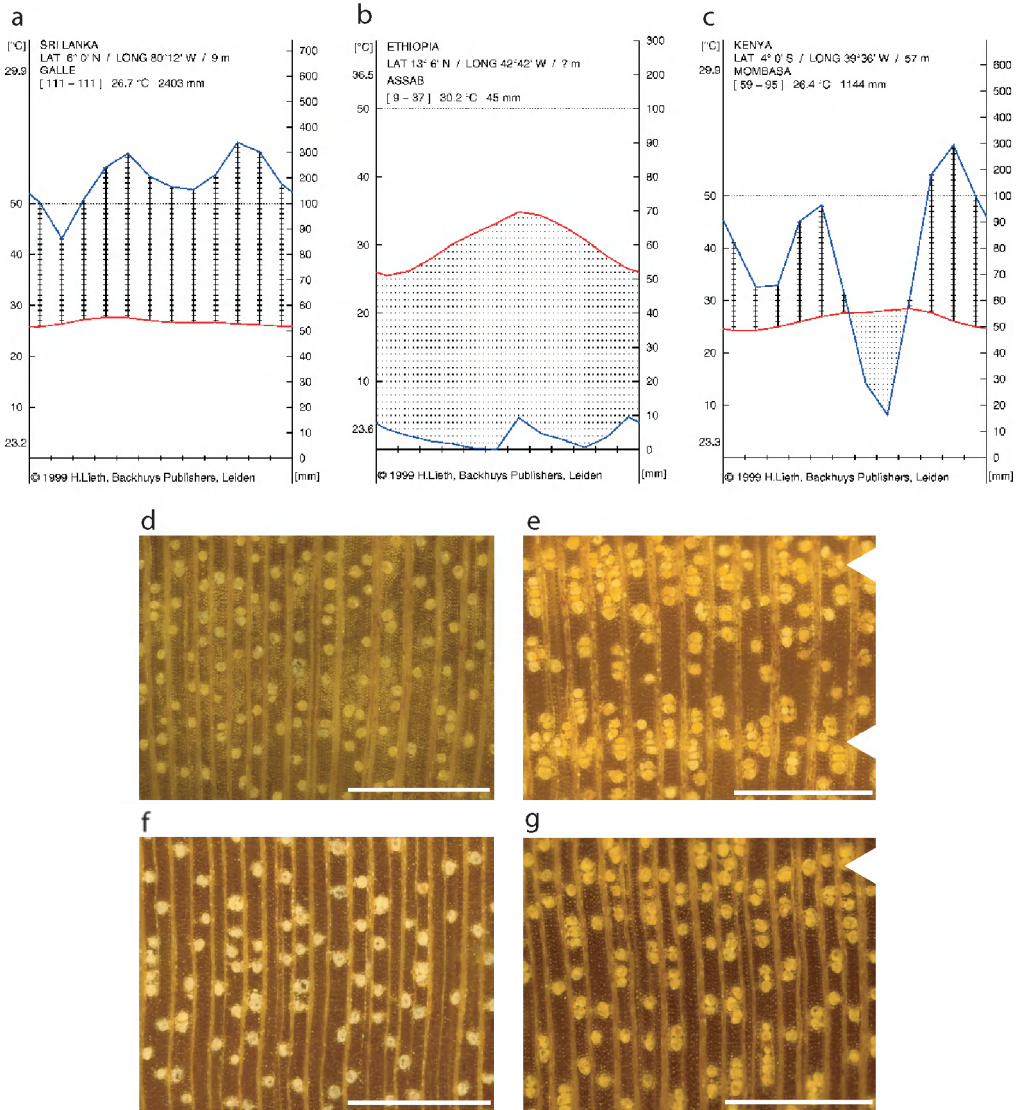 a
[°C]
29.9
SRI LANKA
LAT 6° 0' N / LONG 80°12' W / 9 m
GALLE
[ 111 – 111 ] 26.7 °C 2403 mm
50
40
30
20
10
23.2
700
600
500
400
300
200
100
90
80
70
60
50
40
30
20
10
0
[mm]
© 1999 H.Lieth, Backhuys Publishers, Leiden
b
[°C]
36.5
ETHIOPIA
LAT 13° 6' N / LONG 42°42' W / ? m
ASSAB
[ 9 – 37 ] 30.2 °C 45 mm
50
40
30
20
10
23.6
300
200
100
90
80
70
60
50
40
30
20
10
0
[mm]
© 1999 H.Lieth, Backhuys Publishers, Leiden
c
[°C]
29.9
KENYA
LAT 4° 0' S / LONG 39°36' W / 57 m
MOMBASA
[ 59 – 95 ] 26.4 °C 1144 mm
50
40
30
20
10
23.3
600
500
400
300
200
100
90
80
70
60
50
40
30
20
10
0
[mm]
© 1999 H.Lieth, Backhuys Publishers, Leiden
d
e
f
g